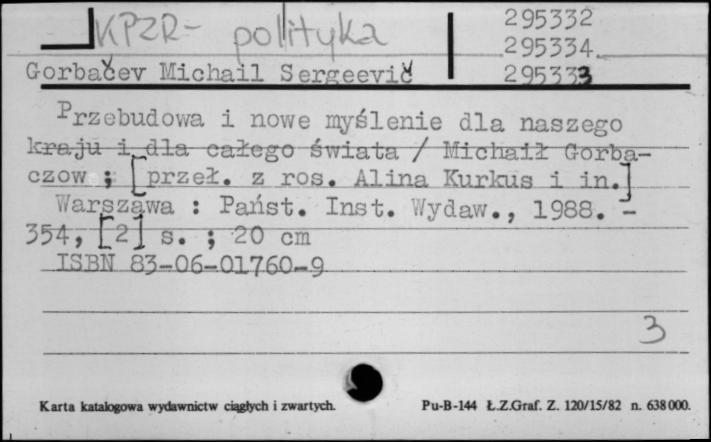 KPZR- polityka
295332
295334
Gorbačev Michail Sergeevič 295333
Przebudowa i nowe myślenie dla naszego
kraju i dla całego świata / Michaił Gorba-
czow ; [przeł. z ros. Alina Kurkus i in.]
Warszawa : Państ. Inst. Wydaw., 1988. -
354, [2] s. ; 20 cm
ISBN 83-06-01760-9
3
Karta katalogowa wydawnictw ciągłych i zwartych. Pu-B-144 Ł.Z.Graf. Z. 120/15/82 n. 638000.